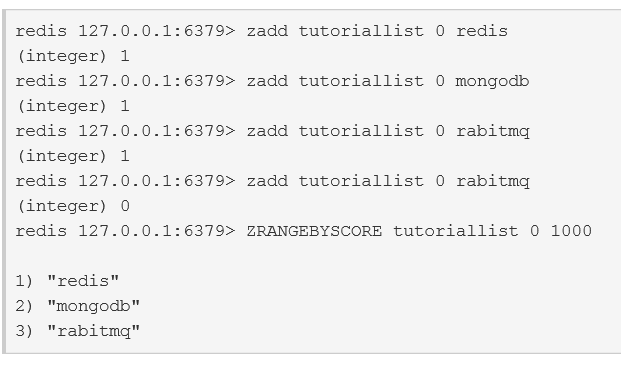 redis 127.0.0.1:6379> zadd tutoriallist 0 redis
(integer) 1
redis 127.0.0.1:6379> zadd tutoriallist 0 mongodb
(integer) 1
redis 127.0.0.1:6379> zadd tutoriallist 0 rabitmq
(integer) 1
redis 127.0.0.1:6379> zadd tutoriallist 0 rabitmq
(integer) 0
redis 127.0.0.1:6379> ZRANGEBYSCORE tutoriallist 0 1000
1) "redis"
2) "mongodb"
3) "rabitmq"